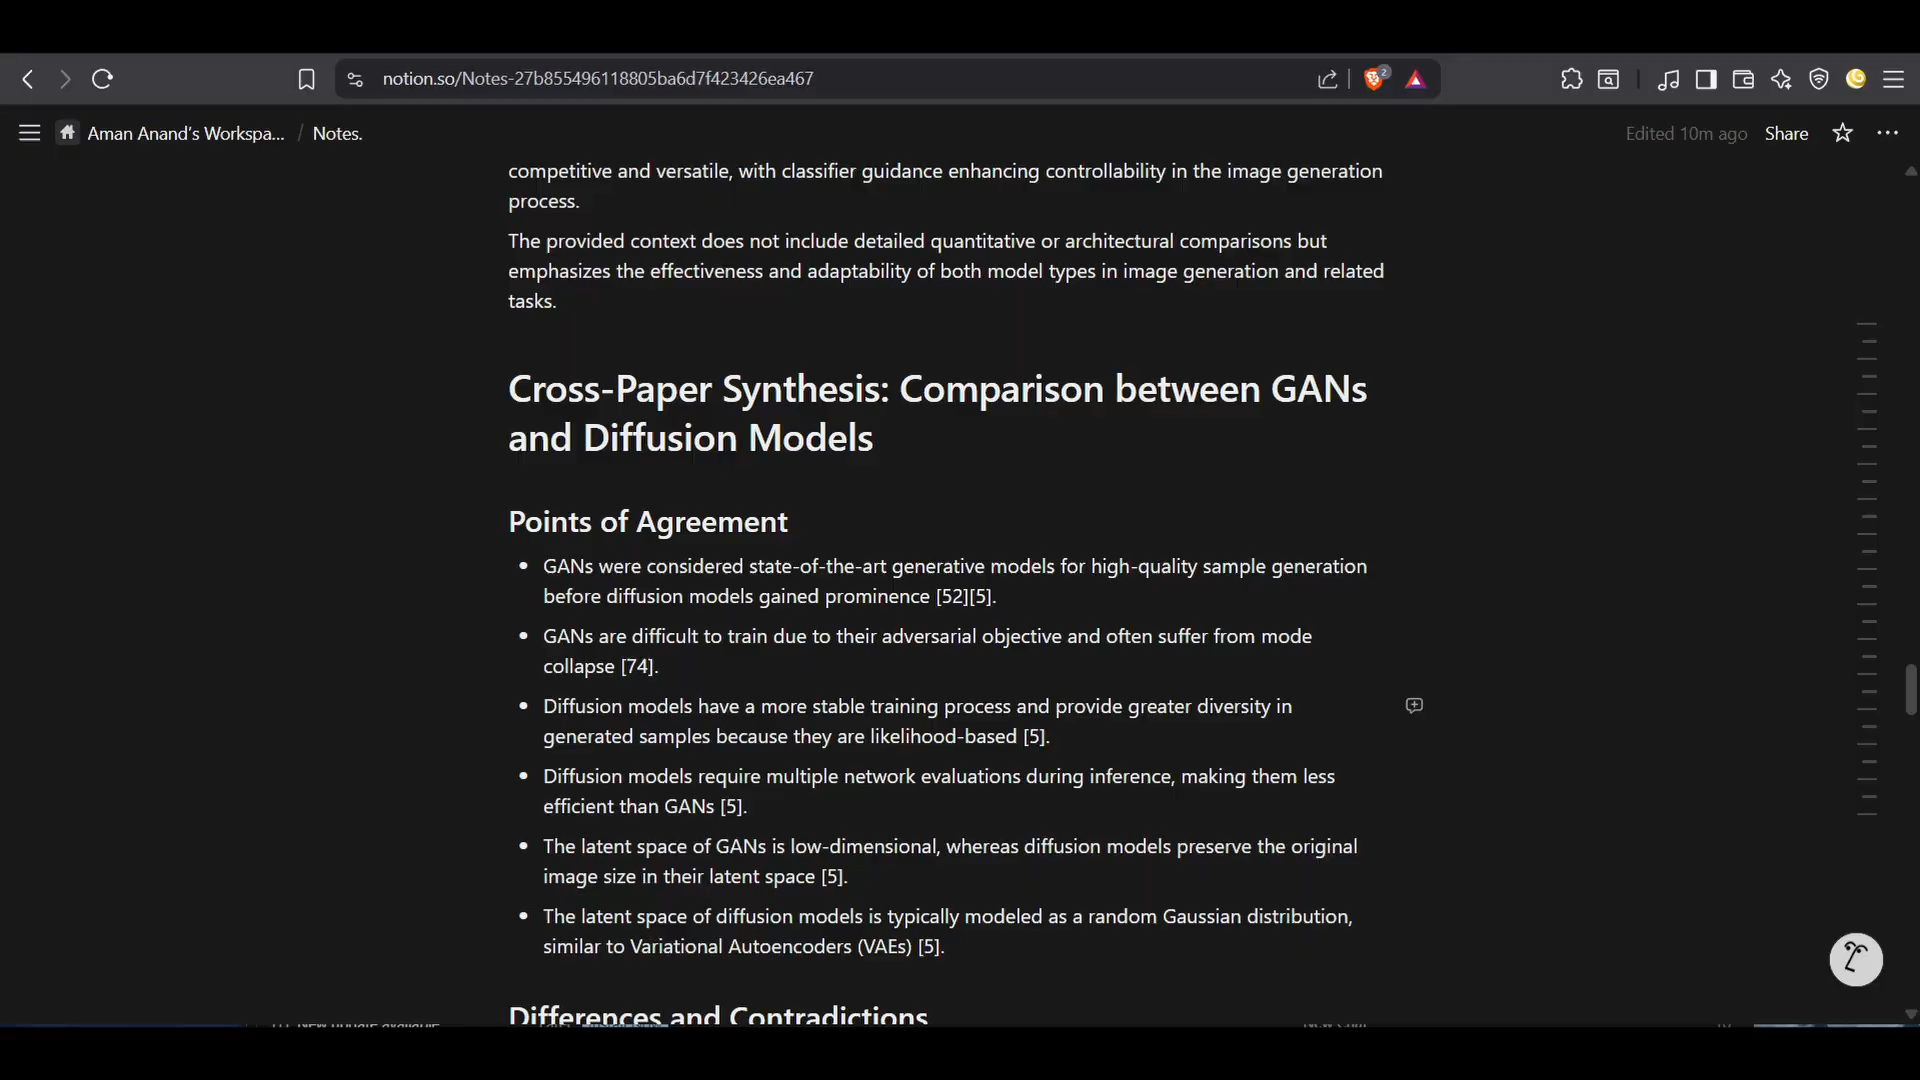 notion.so/Notes-27b855496118805ba6d7f423426ea467
2
Aman Anand's Workspa... / Notes.
Edited 10m ago
Share
competitive and versatile, with classifier guidance enhancing controllability in the image generation
process.
The provided context does not include detailed quantitative or architectural comparisons but
emphasizes the effectiveness and adaptability of both model types in image generation and related
tasks.
Cross-Paper Synthesis: Comparison between GANs
and Diffusion Models
Points of Agreement
• GANs were considered state-of-the-art generative models for high-quality sample generation
before diffusion models gained prominence [52][5].
• GANs are difficult to train due to their adversarial objective and often suffer from mode
collapse [74].
• Diffusion models have a more stable training process and provide greater diversity in
generated samples because they are likelihood-based [5].
• Diffusion models require multiple network evaluations during inference, making them less
efficient than GANs [5].
• The latent space of GANs is low-dimensional, whereas diffusion models preserve the original
image size in their latent space [5].
• The latent space of diffusion models is typically modeled as a random Gaussian distribution,
similar to Variational Autoencoders (VAEs) [5].
Differences and Contradictions